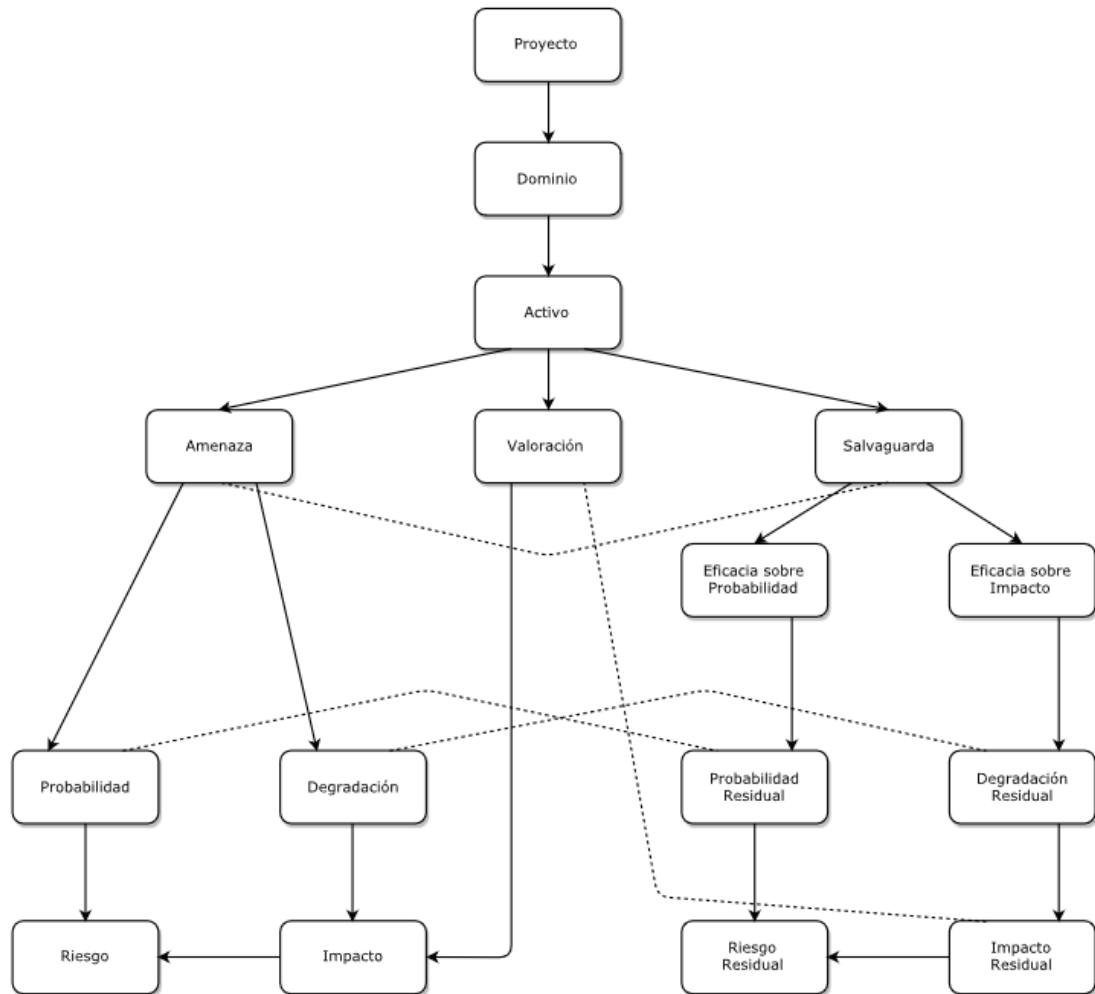 Proyecto
Dominio
Activo
Amenaza
Valoración
Salvaguarda
Eficacia sobre
Probabilidad
Eficacia sobre
Impacto
Probabilidad
Degradación
Probabilidad
Residual
Degradación
Residual
Riesgo
Impacto
Riesgo
Residual
Impacto
Residual